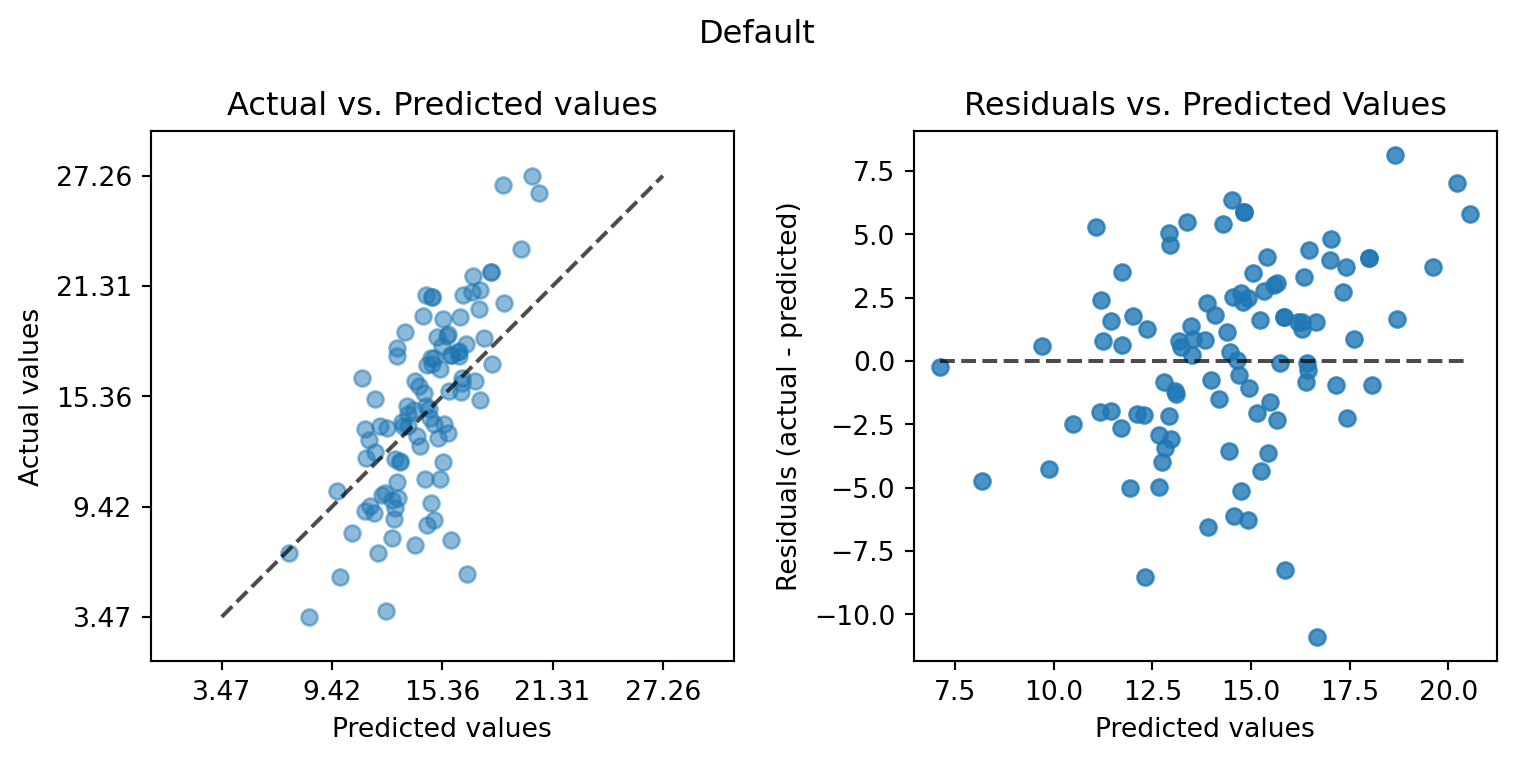 Default
Actual vs. Predicted values
Actual values
27.26
21.31
15.36
9.42
3.47
3.47 9.42 15.36 21.31 27.26
Predicted values
Residuals vs. Predicted Values
Residuals (actual - predicted)
7.5
5.0
2.5
0.0
−2.5
−5.0
−7.5
−10.0
7.5 10.0 12.5 15.0 17.5 20.0
Predicted values